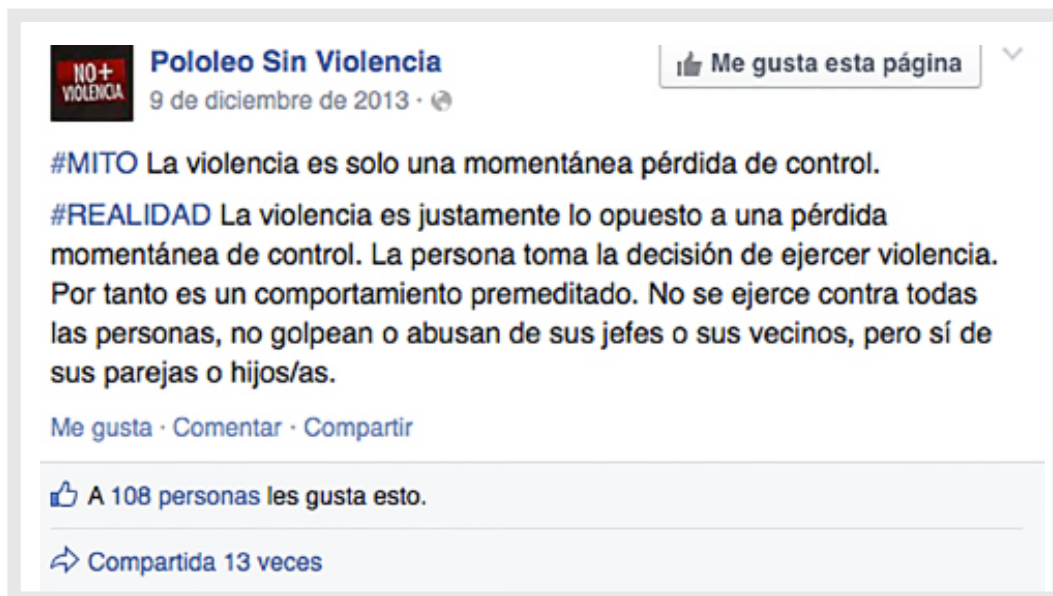 NO+
VIOLENCIA
Pololeo Sin Violencia
Me gusta esta página
9 de diciembre de 2013 ·
#MITO La violencia es solo una momentánea pérdida de control.
#REALIDAD La violencia es justamente lo opuesto a una pérdida
momentánea de control. La persona toma la decisión de ejercer violencia.
Por tanto es un comportamiento premeditado. No se ejerce contra todas
las personas, no golpean o abusan de sus jefes o sus vecinos, pero sí de
sus parejas o hijos/as.
Me gusta · Comentar · Compartir
A 108 personas les gusta esto.
Compartida 13 veces